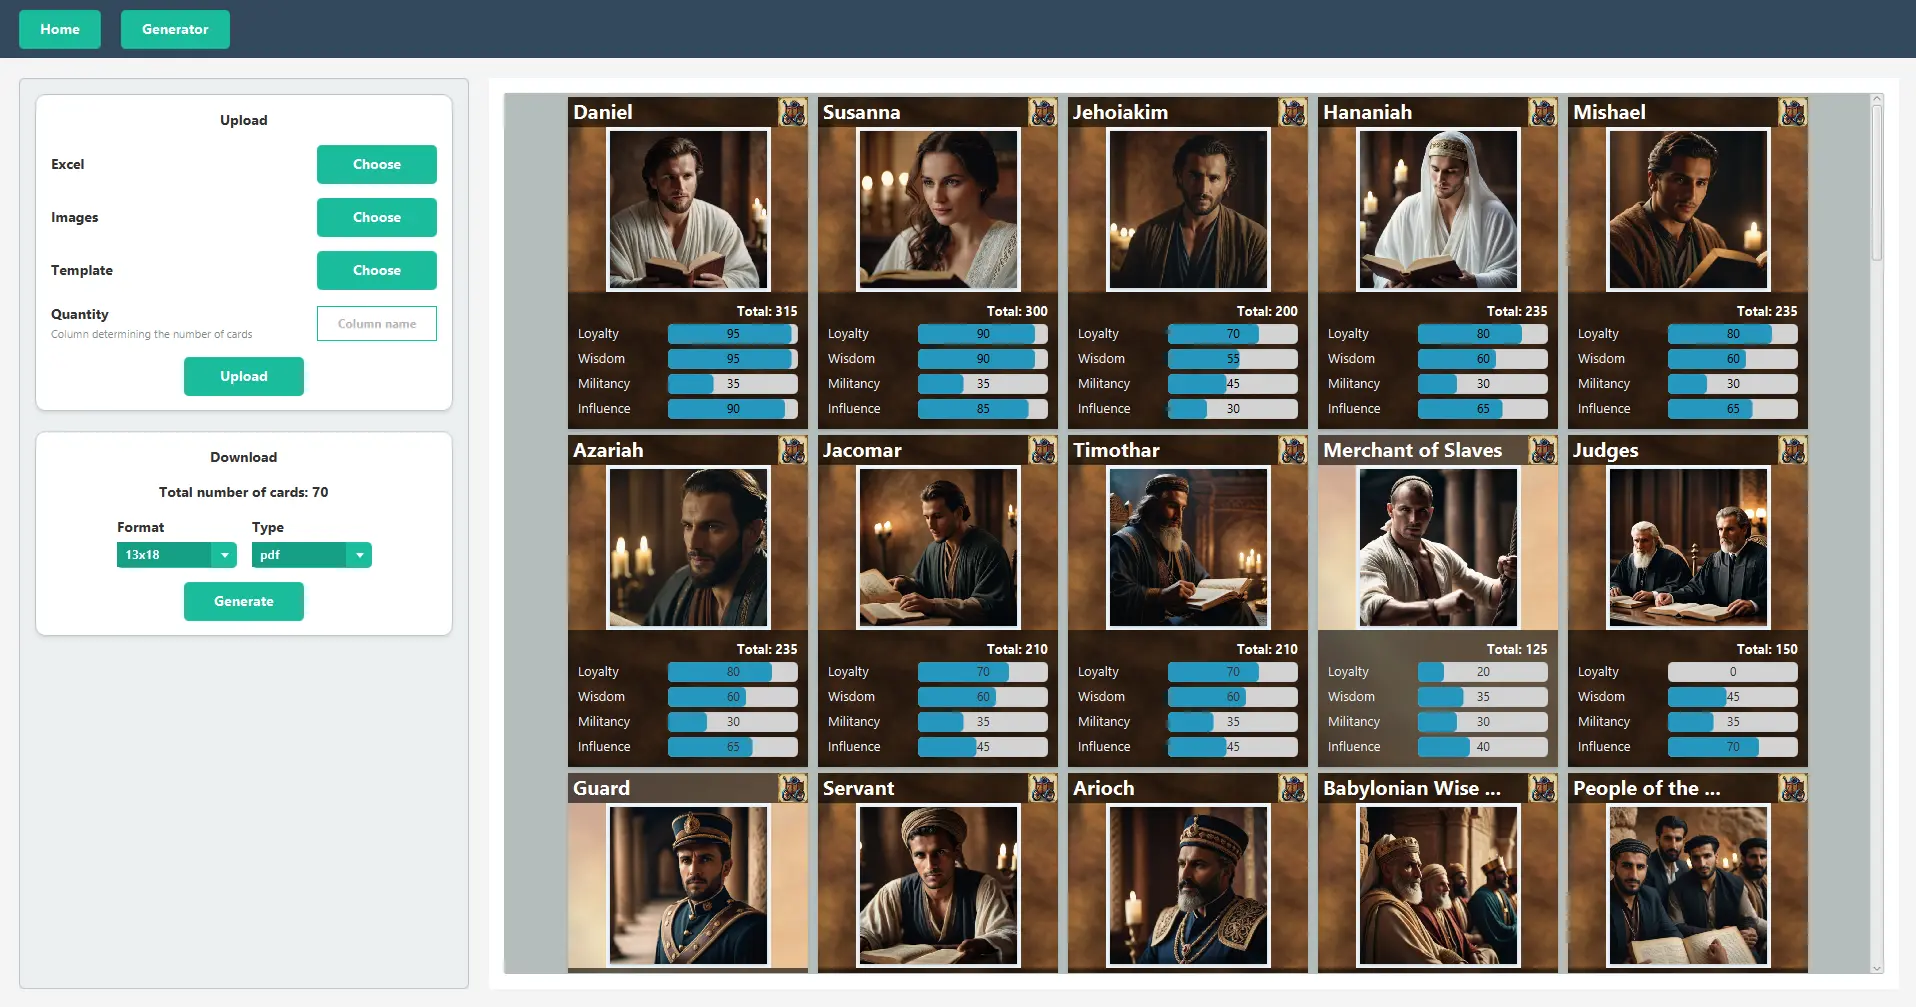 Home Generator
Upload
Excel Choose
Images Choose
Template Choose
Quantity
Column determining the number of cards
Column name
Upload
Download
Total number of cards: 70
Format Type
13x18 pdf
Generate
Daniel
Total: 315
Loyalty 95
Wisdom 95
Militancy 35
Influence 90
Susanna
Total: 300
Loyalty 90
Wisdom 90
Militancy 35
Influence 85
Jehoiakim
Total: 200
Loyalty 70
Wisdom 55
Militancy 45
Influence 30
Hananiah
Total: 235
Loyalty 80
Wisdom 60
Militancy 30
Influence 65
Mishael
Total: 235
Loyalty 80
Wisdom 60
Militancy 30
Influence 65
Azariah
Total: 235
Loyalty 80
Wisdom 60
Militancy 30
Influence 65
Jacomar
Total: 210
Loyalty 70
Wisdom 60
Militancy 35
Influence 45
Timothar
Total: 210
Loyalty 70
Wisdom 60
Militancy 35
Influence 45
Merchant of Slaves
Total: 125
Loyalty 20
Wisdom 35
Militancy 30
Influence 40
Judges
Total: 150
Loyalty 0
Wisdom 45
Militancy 35
Influence 70
Guard
Servant
Arioch
Babylonian Wise ...
People of the ...